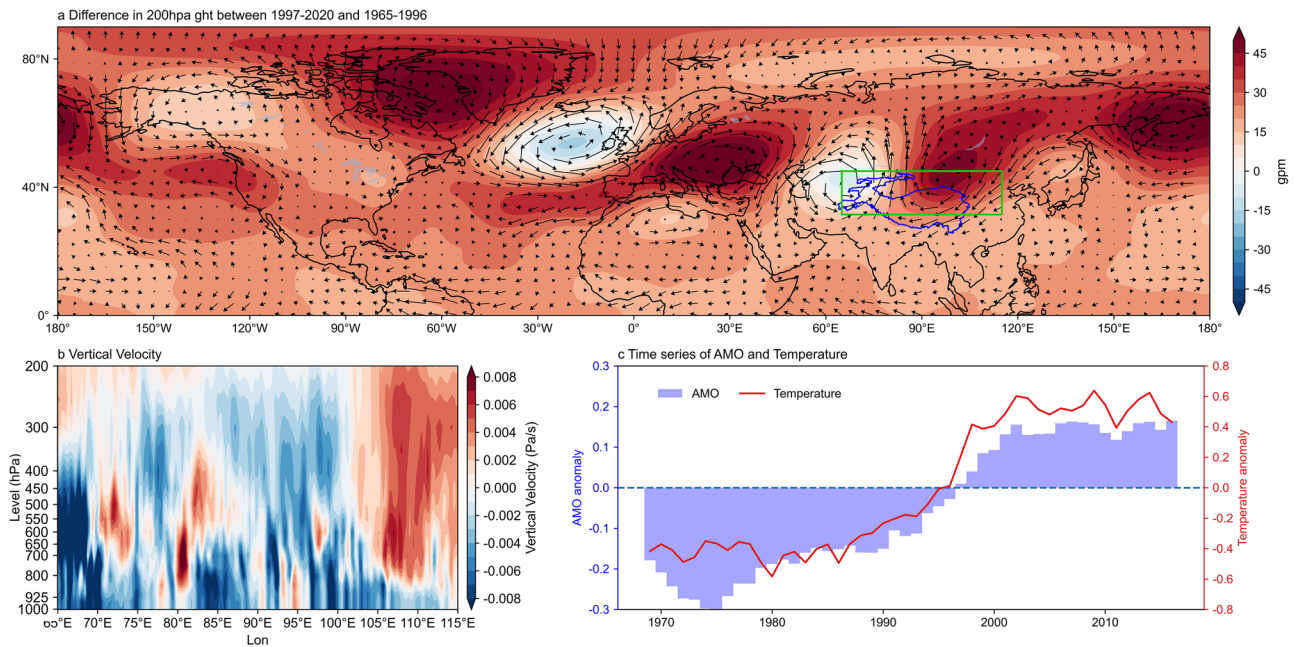 a Difference in 200hpa ght between 1997-2020 and 1965-1996
80°N
40°N
0°
180°
150°W
120°W
90°W
60°W
30°W
0°
30°E
60°E
90°E
120°E
150°E
180°
45
30
15
0
-15
-30
-45
gpm
b Vertical Velocity
200
300
400
450
500
550
600
650
700
800
925
1000
Level (hPa)
65°E
70°E
75°E
80°E
85°E
90°E
95°E
100°E
105°E
110°E
115°E
Lon
0.008
0.006
0.004
0.002
0.000
-0.002
-0.004
-0.006
-0.008
Vertical Velocity (Pa/s)
c Time series of AMO and Temperature
AMO
Temperature
0.3
0.2
0.1
0.0
-0.1
-0.2
-0.3
AMO anomaly
1970
1980
1990
2000
2010
0.8
0.6
0.4
0.2
0.0
-0.2
-0.4
-0.6
-0.8
Temperature anomaly